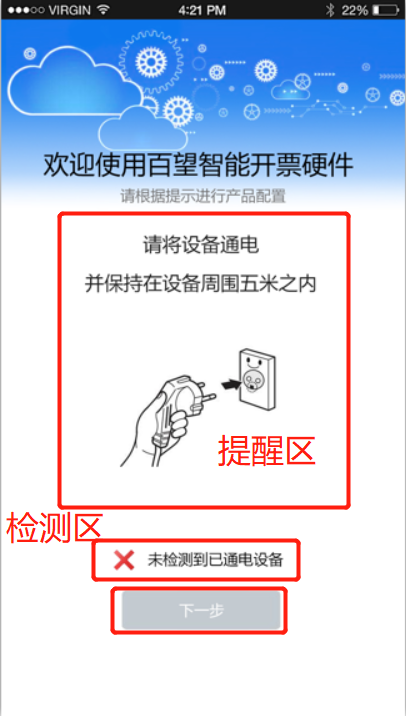 VIRGIN 4:21 PM 22%
欢迎使用百望智能开票硬件
请根据提示进行产品配置
请将设备通电
并保持在设备周围五米之内
提醒区
检测区
未检测到已通电设备
下一步